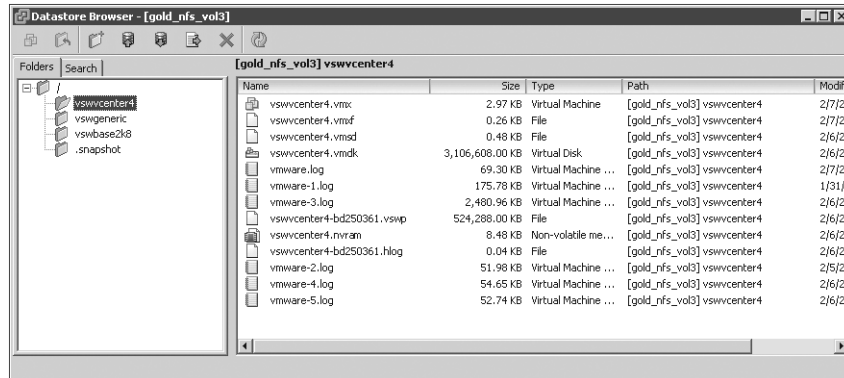 Datastore Browser - [gold_nfs_vol3]
Folders Search
[gold_nfs_vol3] vswvcenter4
/
vswvcenter4
vswgeneric
vswbase2k8
.snapshot
Name Size Type Path Modif
vswvcenter4.vmx 2.97 KB Virtual Machine [gold_nfs_vol3] vswvcenter4 2/7/2
vswvcenter4.vmxf 0.26 KB File [gold_nfs_vol3] vswvcenter4 2/7/2
vswvcenter4.vmsd 0.48 KB File [gold_nfs_vol3] vswvcenter4 2/6/2
vswvcenter4.vmdk 3,106,608.00 KB Virtual Disk [gold_nfs_vol3] vswvcenter4 2/6/2
vmware.log 69.30 KB Virtual Machine ... [gold_nfs_vol3] vswvcenter4 2/7/2
vmware-1.log 175.78 KB Virtual Machine ... [gold_nfs_vol3] vswvcenter4 1/31/
vmware-3.log 2,480.96 KB Virtual Machine ... [gold_nfs_vol3] vswvcenter4 2/6/2
vswvcenter4-bd250361.vswp 524,288.00 KB File [gold_nfs_vol3] vswvcenter4 2/6/2
vswvcenter4.nvram 8.48 KB Non-volatile me... [gold_nfs_vol3] vswvcenter4 2/6/2
vswvcenter4-bd250361.hlog 0.04 KB File [gold_nfs_vol3] vswvcenter4 2/6/2
vmware-2.log 51.98 KB Virtual Machine ... [gold_nfs_vol3] vswvcenter4 2/5/2
vmware-4.log 54.65 KB Virtual Machine ... [gold_nfs_vol3] vswvcenter4 2/6/2
vmware-5.log 52.74 KB Virtual Machine ... [gold_nfs_vol3] vswvcenter4 2/6/2